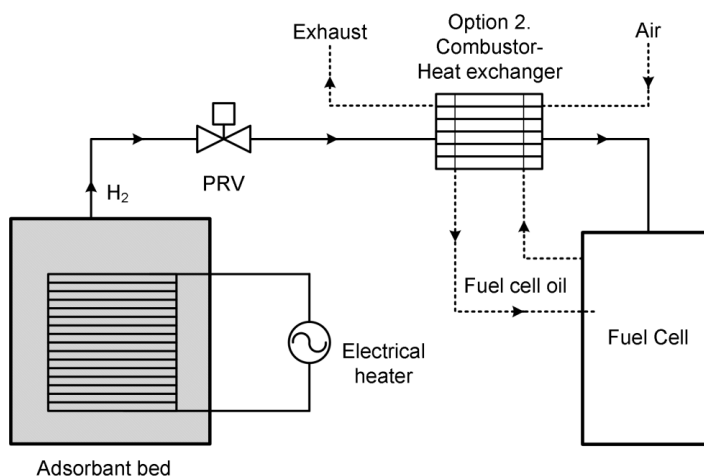 Exhaust
Option 2.
Combustor-
Heat exchanger
Air
PRV
H₂
Fuel cell oil
Fuel Cell
Electrical
heater
Adsorbant bed